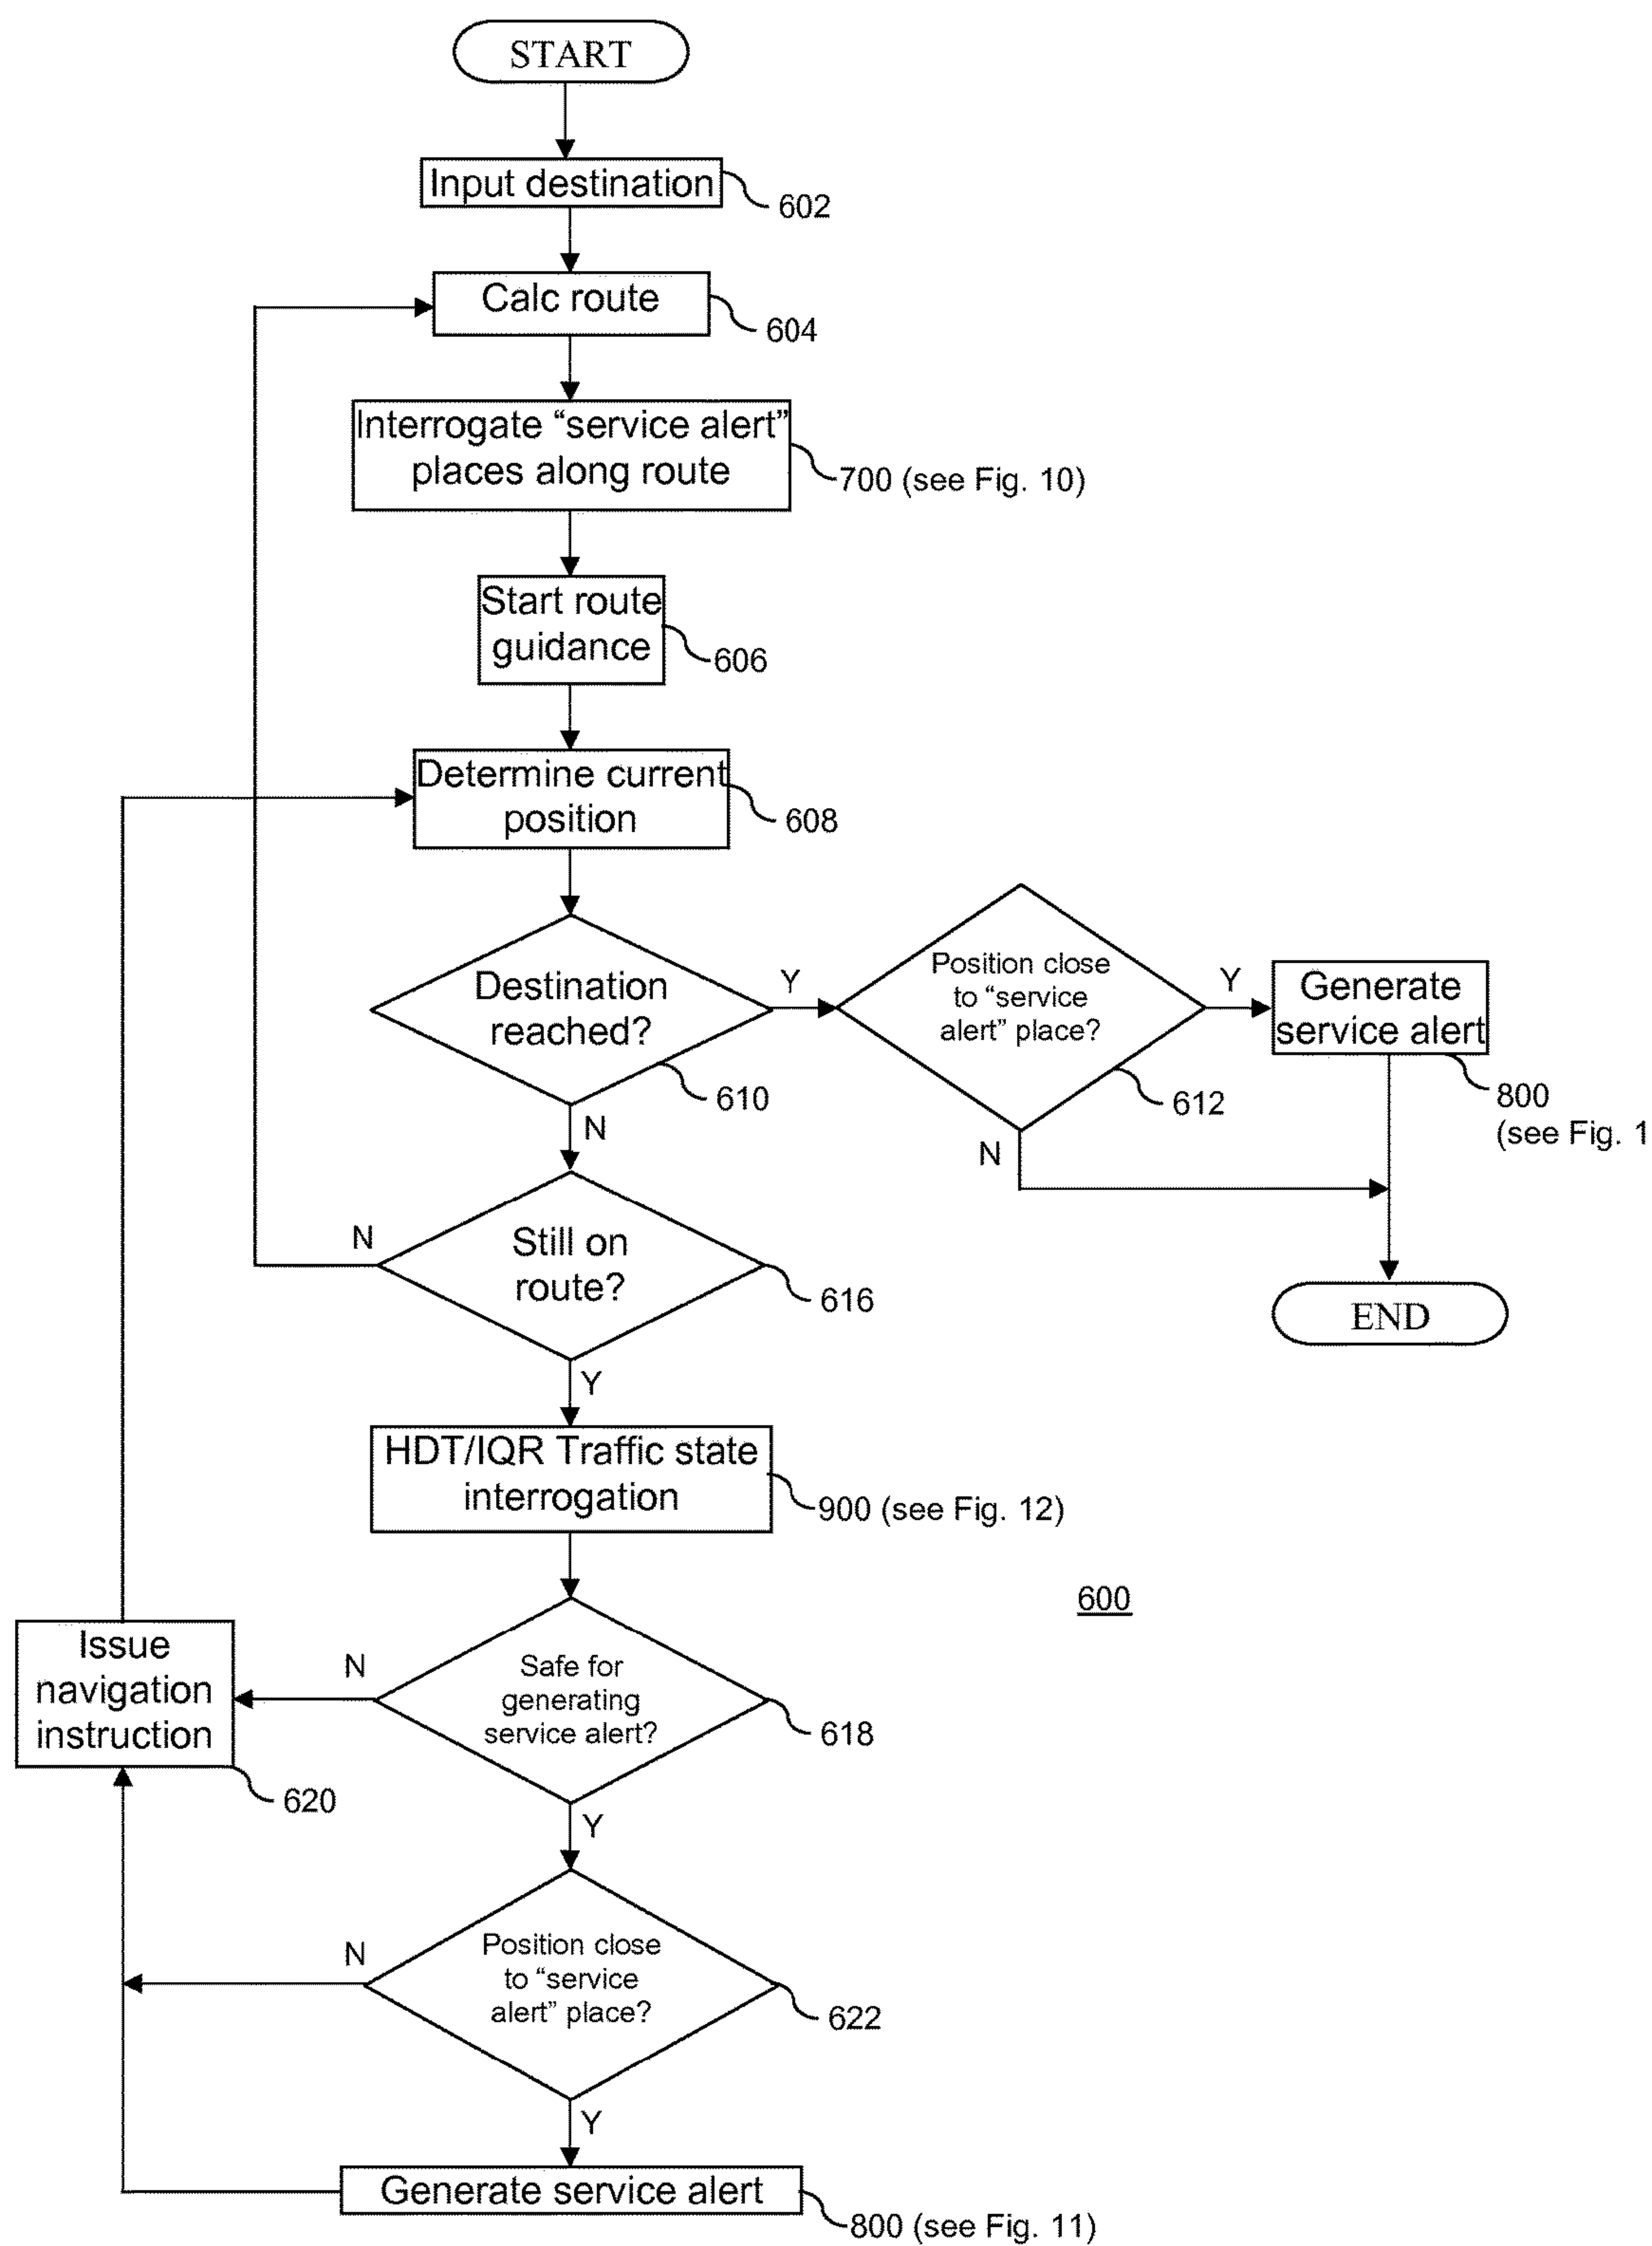 START
Input destination
602
Calc route
604
Interrogate “service alert”
places along route
700 (see Fig. 10)
Start route
guidance
606
Determine current
position
608
Destination
reached?
610
Y
N
Position close
to “service
alert” place?
612
Y
N
Generate
service alert
800
(see Fig. 1
Still on
route?
616
N
Y
END
HDT/IQR Traffic state
interrogation
900 (see Fig. 12)
600
Issue
navigation
instruction
620
N
Safe for
generating
service alert?
618
Y
N
Position close
to “service
alert” place?
622
Y
Generate service alert
800 (see Fig. 11)